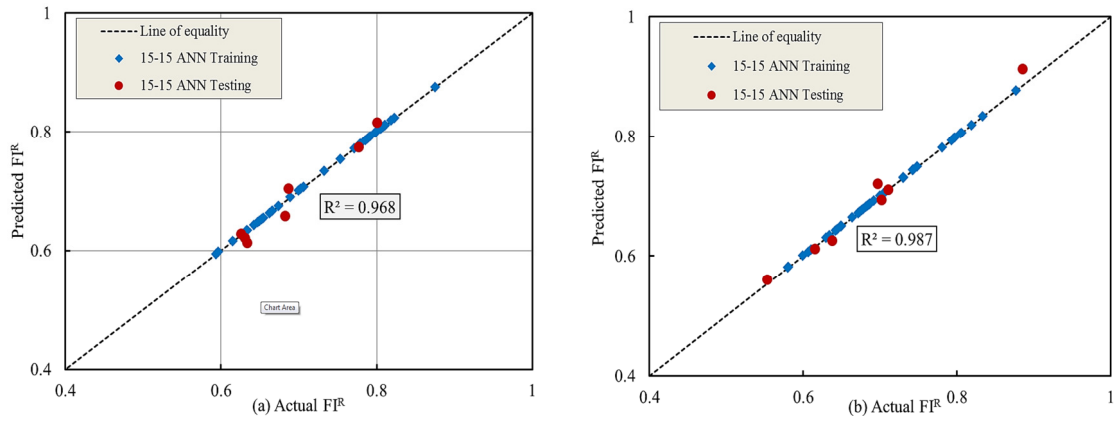 1
Line of equality
15-15 ANN Training
15-15 ANN Testing
0.8
Predicted FIᴿ
R² = 0.968
0.6
Chart Area
0.4
0.4
0.6
0.8
1
(a) Actual FIᴿ
1
Line of equality
15-15 ANN Training
15-15 ANN Testing
0.8
Predicted FIᴿ
R² = 0.987
0.6
0.4
0.4
0.6
0.8
1
(b) Actual FIᴿ